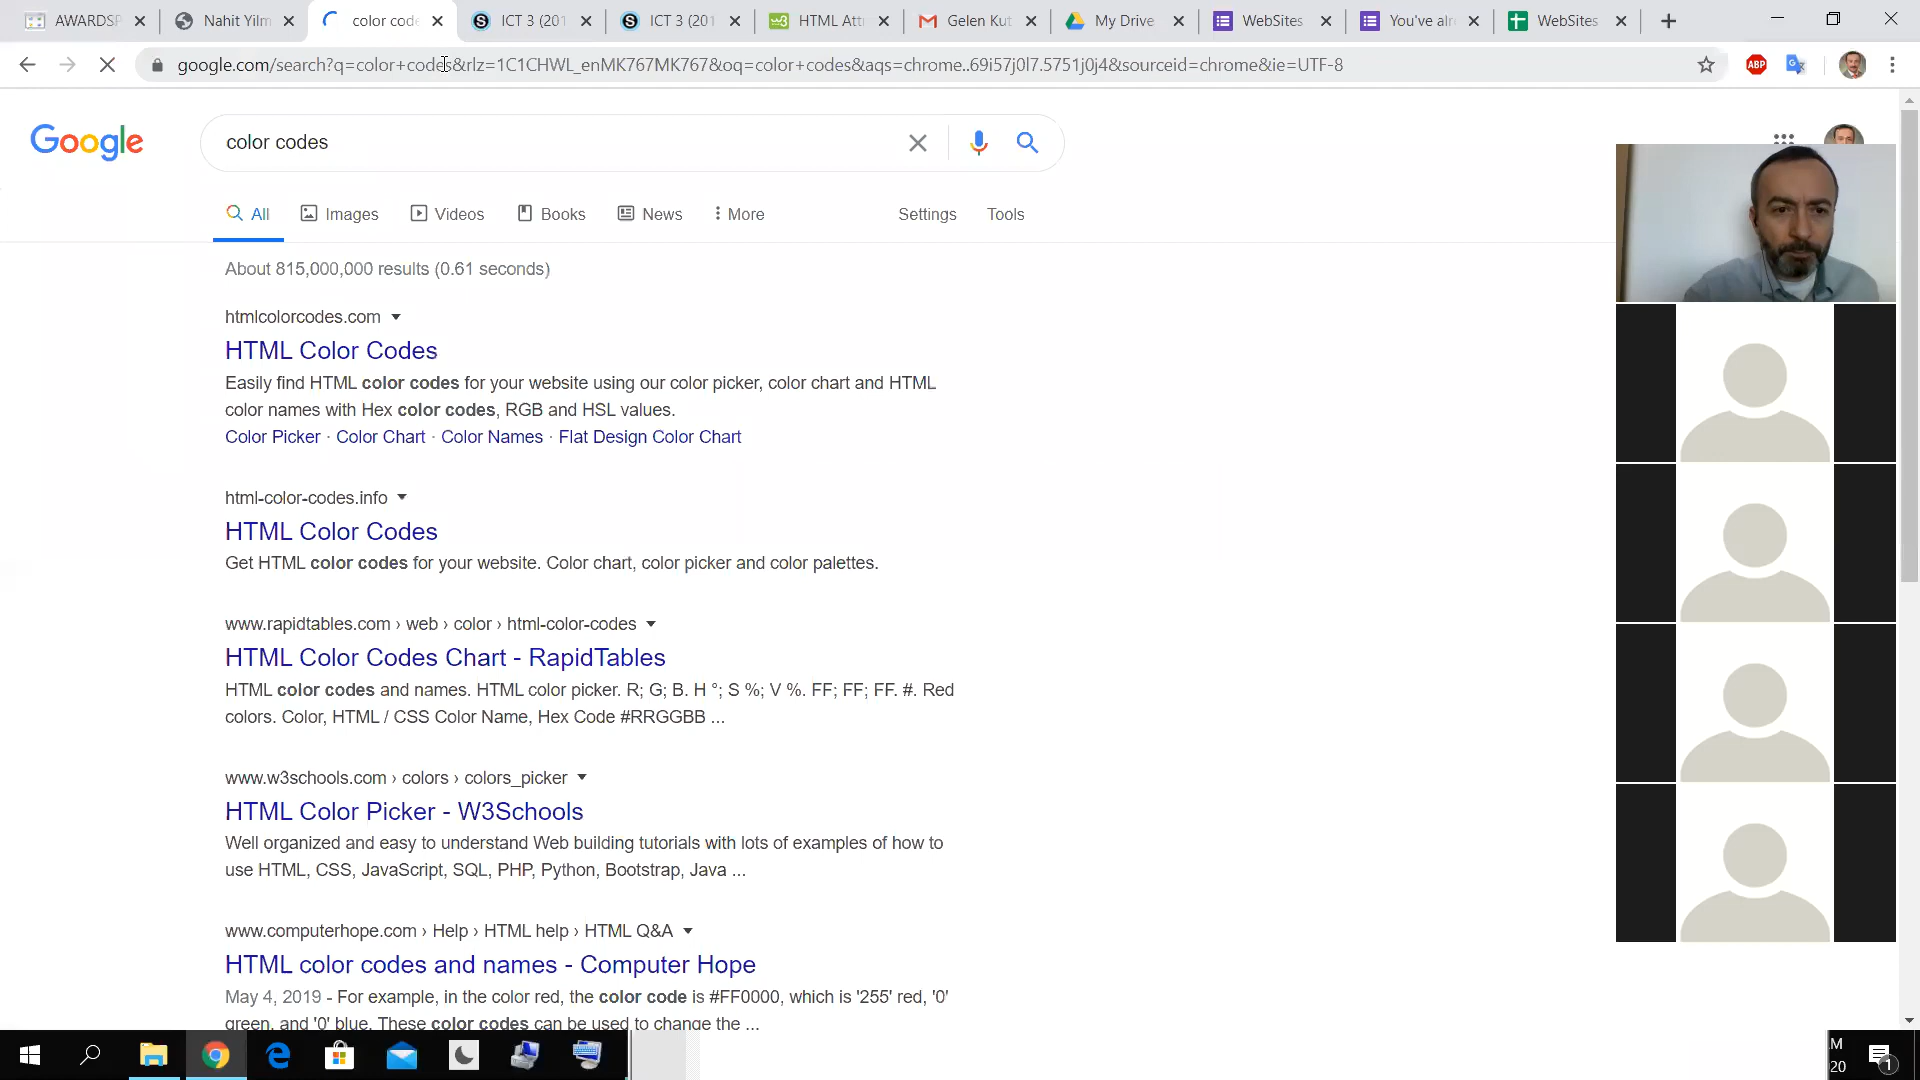 AWARDSP
Nahit Yilm
color code
ICT 3 (201
ICT 3 (201
HTML Att
Gelen Kut
My Drive
WebSites
You've alr
WebSites
google.com/search?q=color+codes&rlz=1C1CHWL_enMK767MK767&oq=color+codes&aqs=chrome..69i57j0l7.5751j0j4&sourceid=chrome&ie=UTF-8
ABP
Google
color codes
All
Images
Videos
Books
News
More
Settings
Tools
About 815,000,000 results (0.61 seconds)
htmlcolorcodes.com
HTML Color Codes
Easily find HTML color codes for your website using our color picker, color chart and HTML
color names with Hex color codes, RGB and HSL values.
Color Picker · Color Chart · Color Names · Flat Design Color Chart
html-color-codes.info
HTML Color Codes
Get HTML color codes for your website. Color chart, color picker and color palettes.
www.rapidtables.com › web › color › html-color-codes
HTML Color Codes Chart - RapidTables
HTML color codes and names. HTML color picker. R; G; B. H °; S %; V %. FF; FF; FF. #. Red
colors. Color, HTML / CSS Color Name, Hex Code #RRGGBB ...
www.w3schools.com › colors › colors_picker
HTML Color Picker - W3Schools
Well organized and easy to understand Web building tutorials with lots of examples of how to
use HTML, CSS, JavaScript, SQL, PHP, Python, Bootstrap, Java ...
www.computerhope.com › Help › HTML help › HTML Q&A
HTML color codes and names - Computer Hope
May 4, 2019 - For example, in the color red, the color code is #FF0000, which is '255' red, '0'
green, and '0' blue. These color codes can be used to change the ...
M
20
1